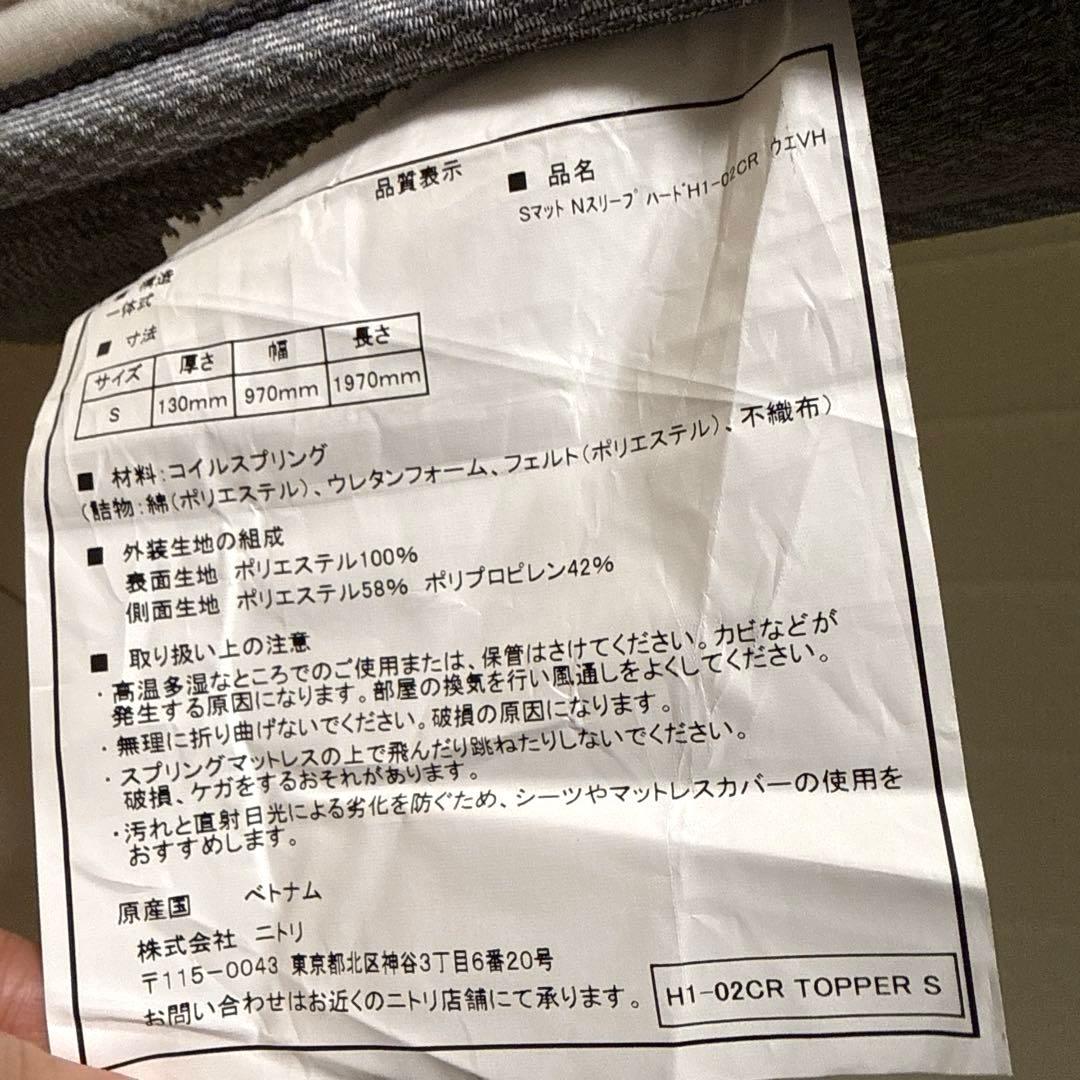 品質表示
■ 品名
Sマット Nスリープ ハードH1-02CR ウエVH
■ 構造
一体式
■ 寸法
サイズ 厚さ 幅 長さ
S 130mm 970mm 1970mm
■ 材料:コイルスプリング
(詰物:綿(ポリエステル)、ウレタンフォーム、フェルト(ポリエステル)、不織布)
■ 外装生地の組成
表面生地 ポリエステル100%
側面生地 ポリエステル58% ポリプロピレン42%
■ 取り扱い上の注意
・高温多湿なところでのご使用または、保管はさけてください。カビなどが
発生する原因になります。部屋の換気を行い風通しをよくしてください。
・無理に折り曲げないでください。破損の原因になります。
・スプリングマットレスの上で飛んだり跳ねたりしないでください。
破損、ケガをするおそれがあります。
・汚れと直射日光による劣化を防ぐため、シーツやマットレスカバーの使用を
おすすめします。
原産国 ベトナム
株式会社 ニトリ
〒115-0043 東京都北区神谷3丁目6番20号
お問い合わせはお近くのニトリ店舗にて承ります。
H1-02CR TOPPER S